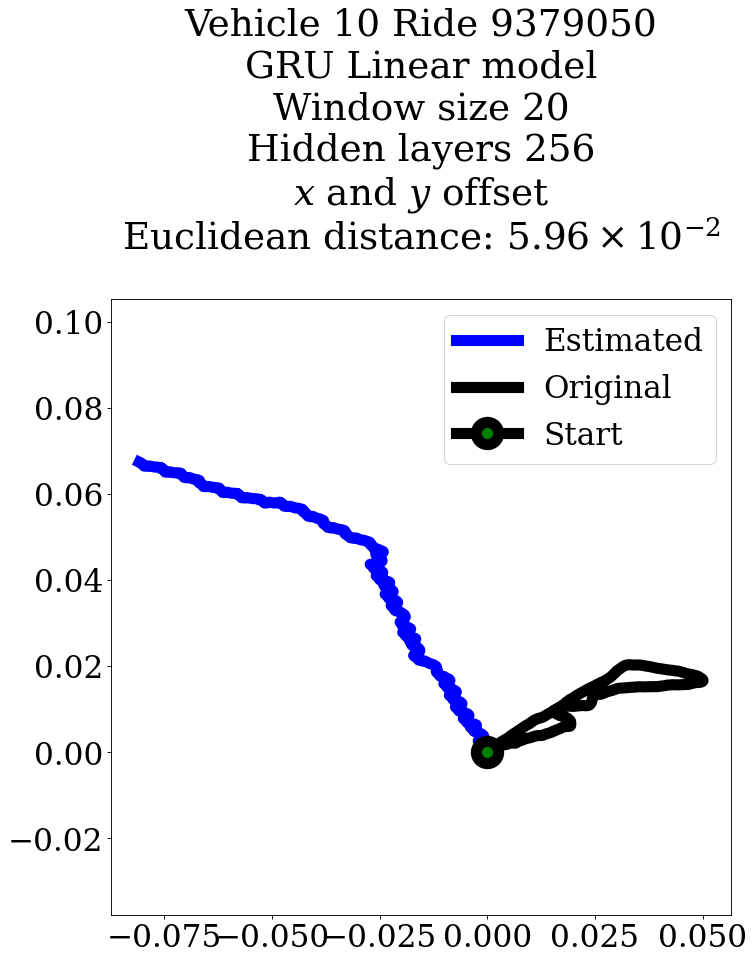 Vehicle 10 Ride 9379050
GRU Linear model
Window size 20
Hidden layers 256
x and y offset
Euclidean distance: 5.96 × 10⁻²
Estimated
Original
Start
0.10
0.08
0.06
0.04
0.02
0.00
−0.02
−0.075 −0.050 −0.025 0.000 0.025 0.050